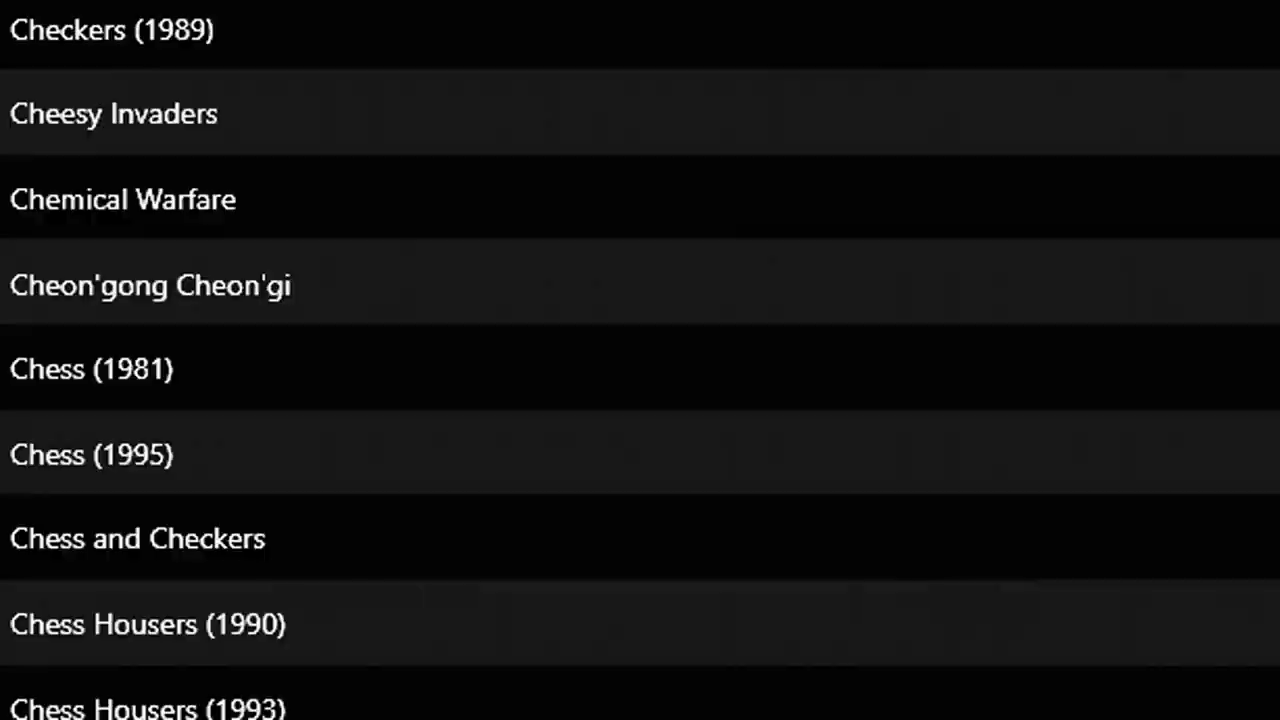 Checkers (1989)
Cheesy Invaders
Chemical Warfare
Cheon'gong Cheon'gi
Chess (1981)
Chess (1995)
Chess and Checkers
Chess Housers (1990)
Chess Housers (1993)